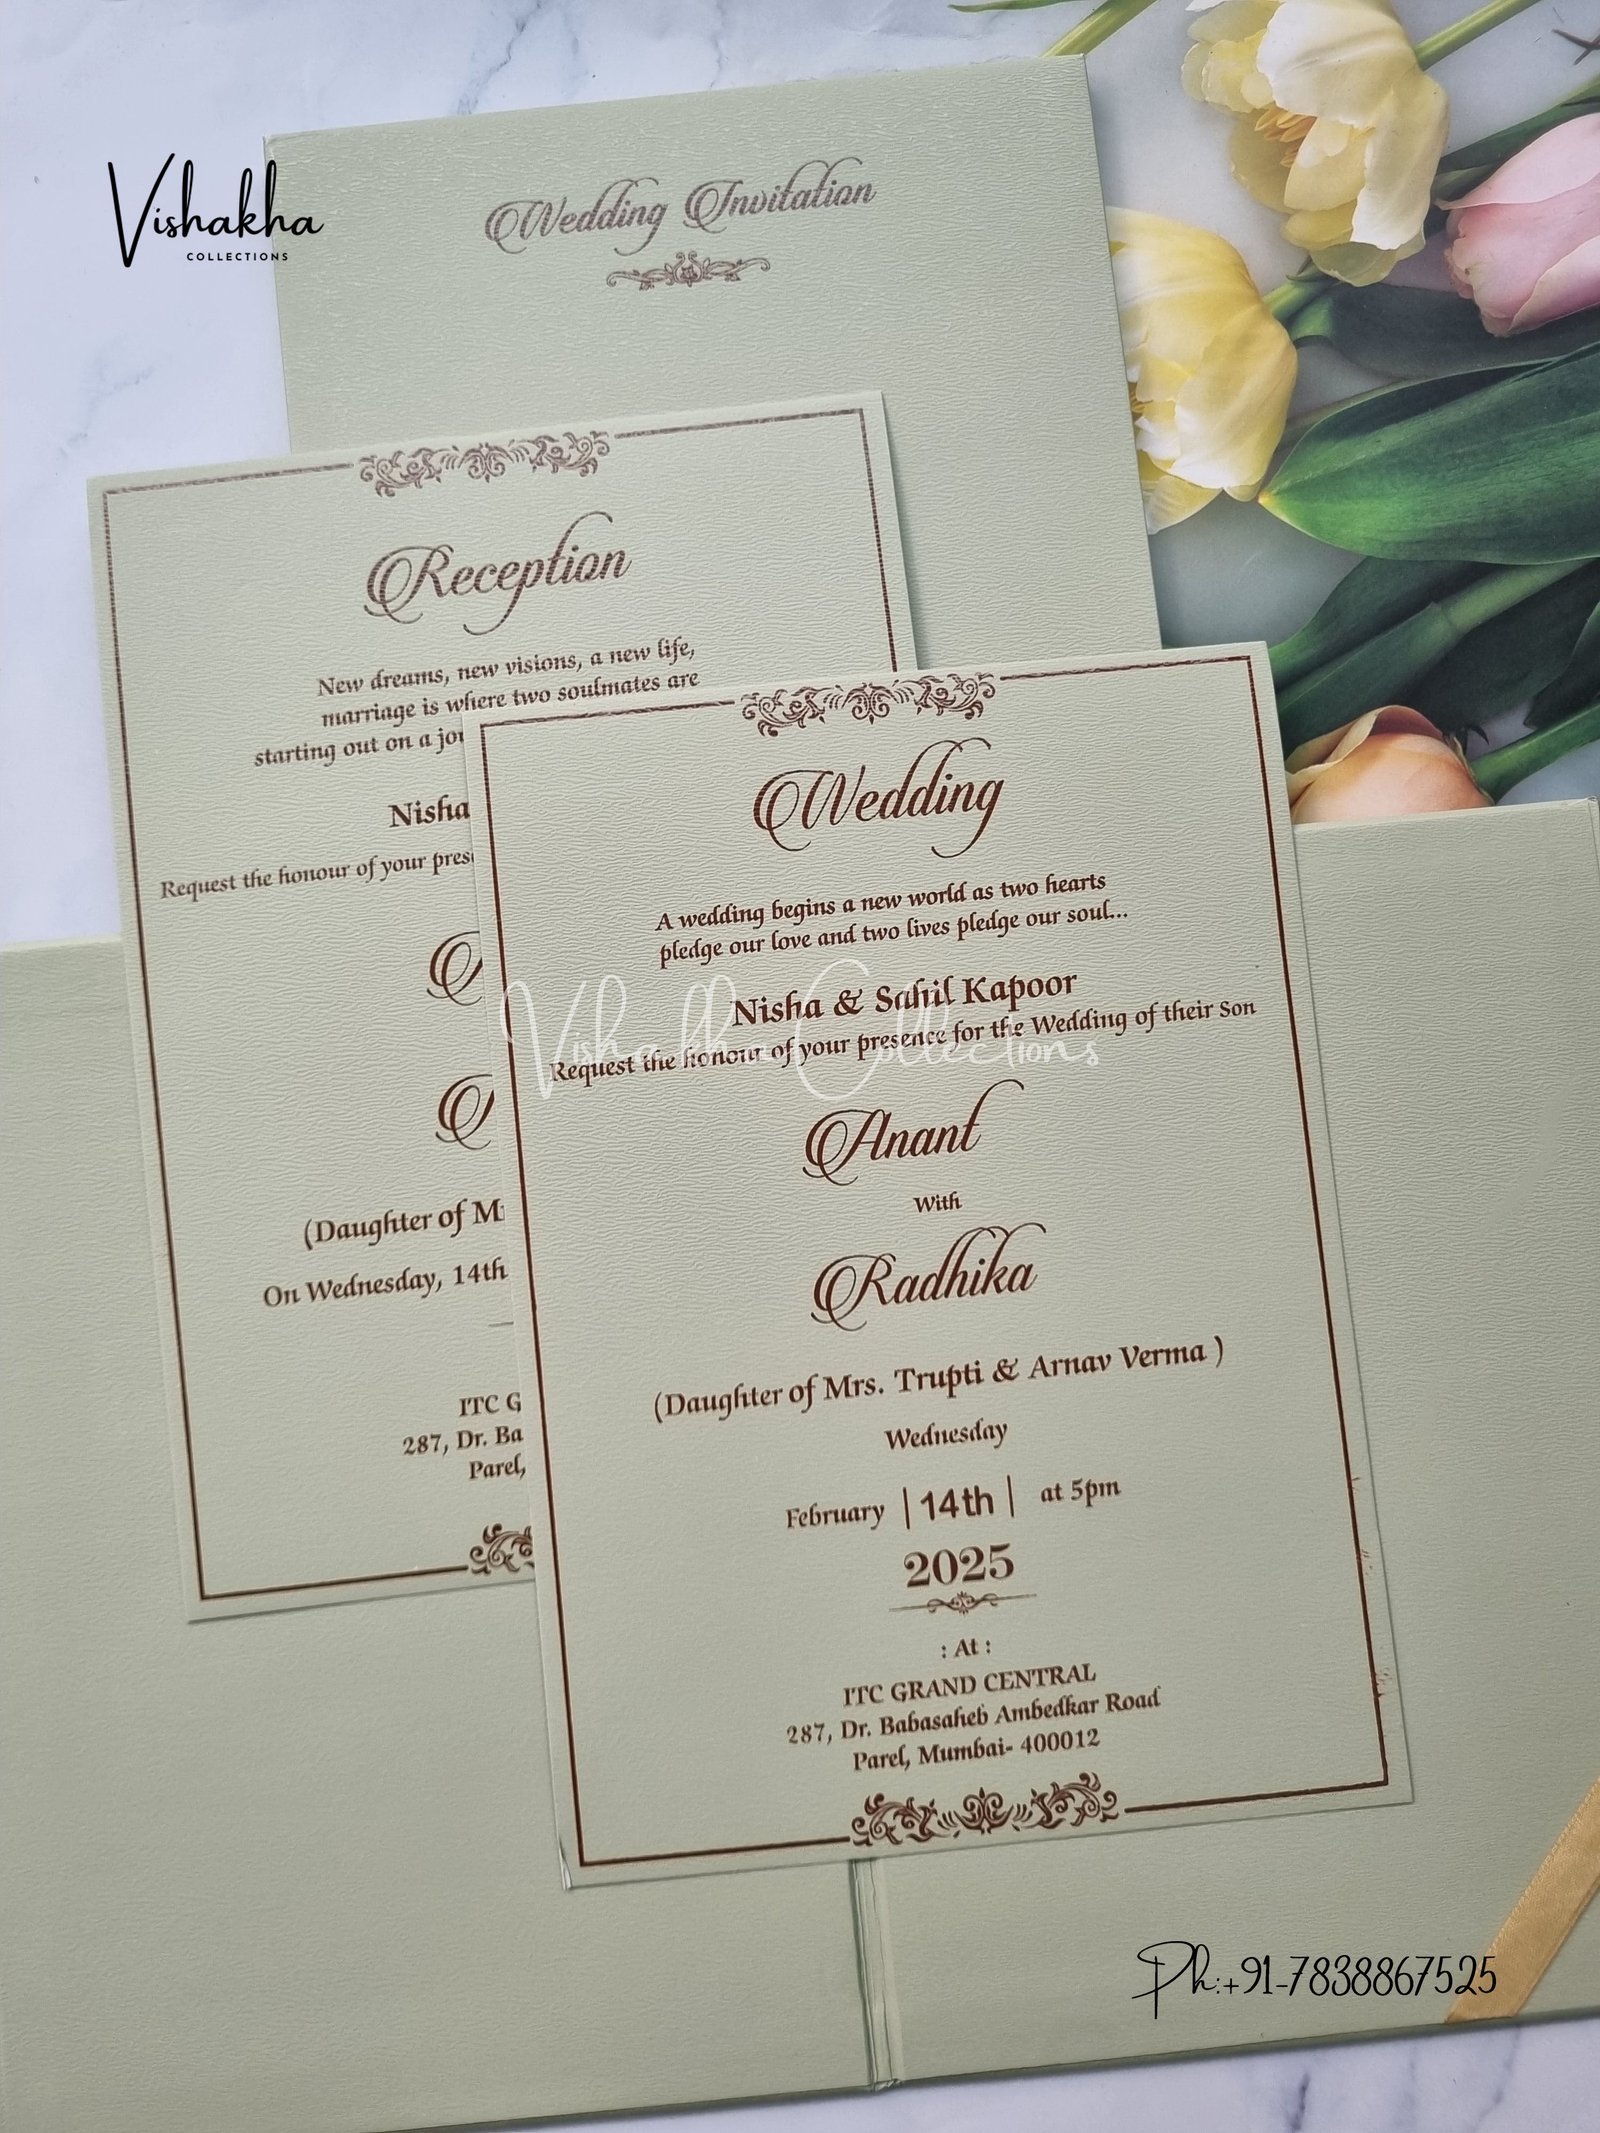 Vishakha
COLLECTIONS
Wedding Invitation
Reception
New dreams, new visions, a new life,
marriage is where two soulmates are
starting out on a
Nisha
Request the honour of your
(Daughter of
On Wednesday, 14th
ITC
287, Dr.
Parel,
Wedding
A wedding begins a new world as two hearts
pledge our love and two lives pledge our soul...
Nisha & Sahil Kapoor
Request the honour of your presence for the Wedding of their Son
Vishakha Collections
Anant
With
Radhika
(Daughter of Mrs. Trupti & Arnav Verma )
Wednesday
February | 14th | at 5pm
2025
: At :
ITC GRAND CENTRAL
287, Dr. Babasaheb Ambedkar Road
Parel, Mumbai- 400012
Ph:+91-7838867525